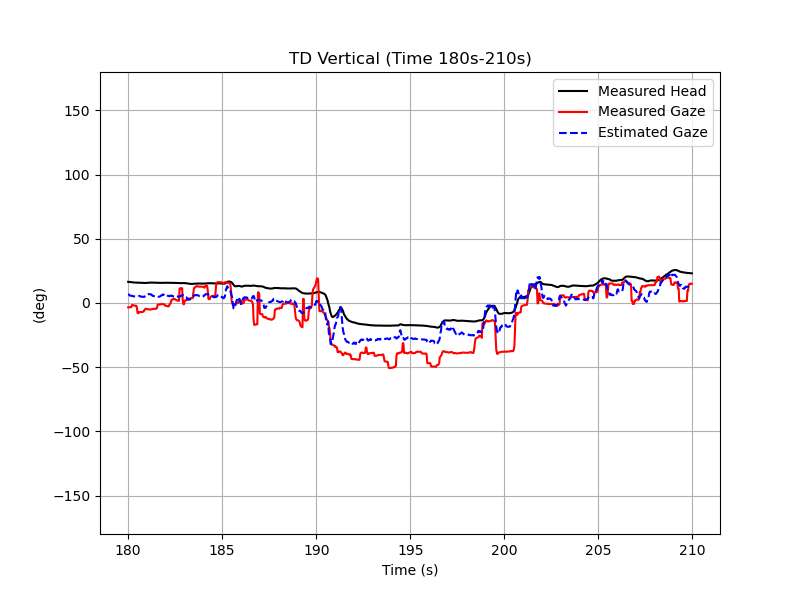 TD Vertical (Time 180s-210s)
Measured Head
Measured Gaze
Estimated Gaze
150
100
50
0
−50
−100
−150
(deg)
180 185 190 195 200 205 210
Time (s)